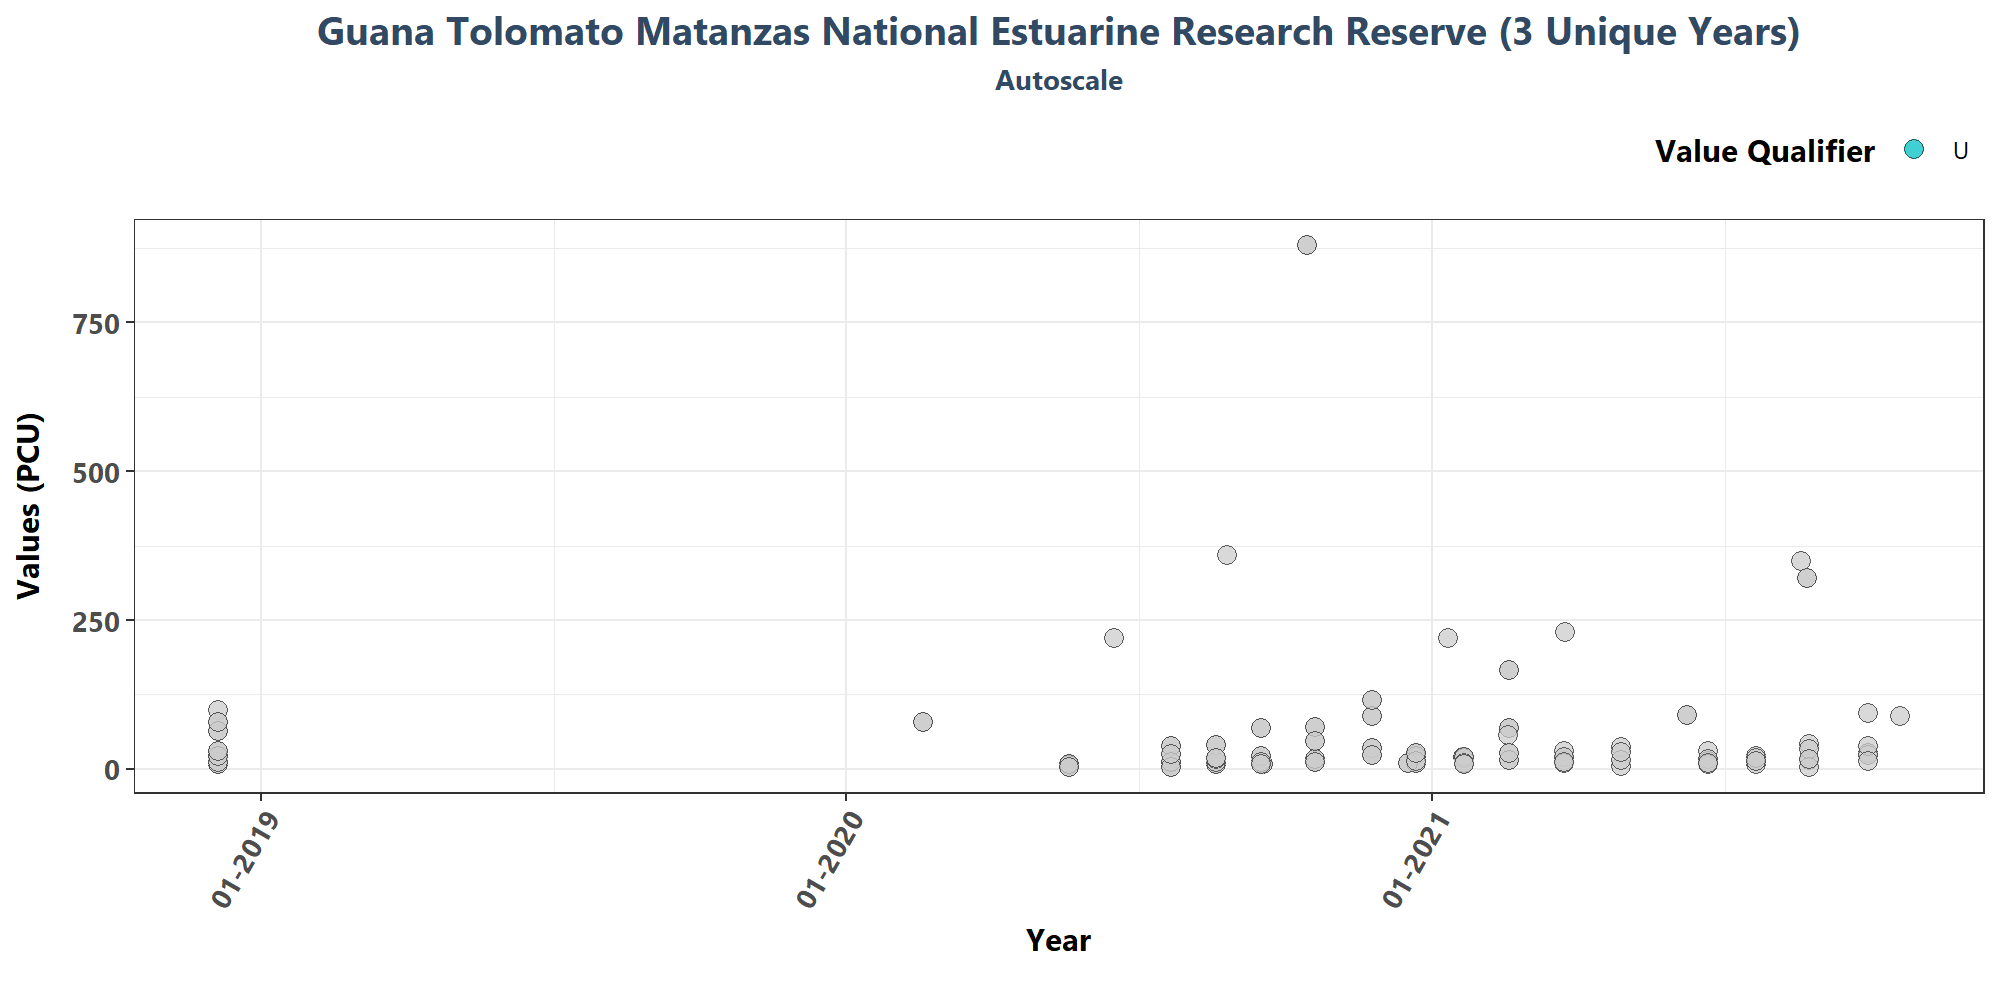 Guana Tolomato Matanzas National Estuarine Research Reserve (3 Unique Years)
Autoscale
Value Qualifier U
Values (PCU)
750
500
250
0
01-2019
01-2020
01-2021
Year